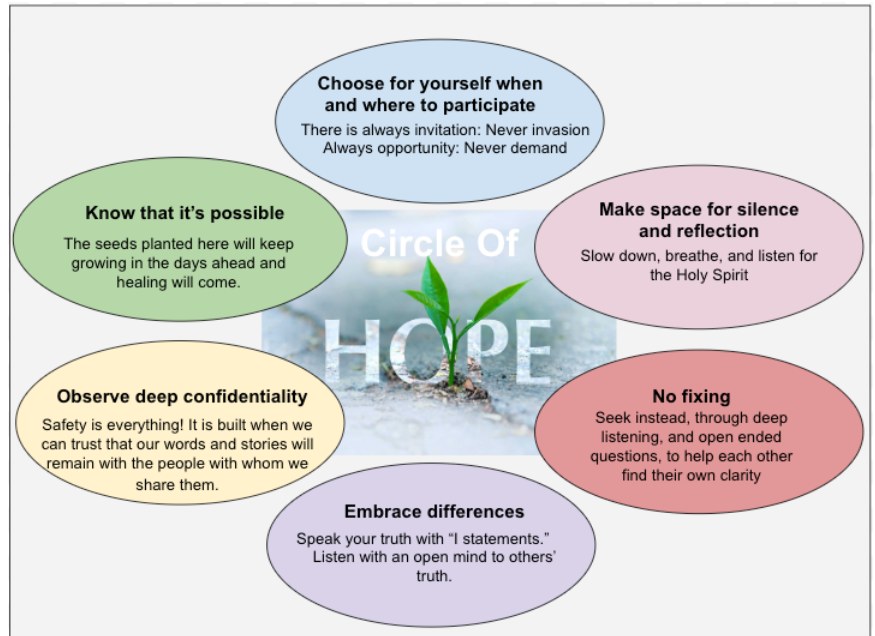 Choose for yourself when
and where to participate
There is always invitation: Never invasion
Always opportunity: Never demand
Make space for silence
and reflection
Slow down, breathe, and listen for
the Holy Spirit
No fixing
Seek instead, through deep
listening, and open ended
questions, to help each other
find their own clarity
Embrace differences
Speak your truth with “I statements.”
Listen with an open mind to others’
truth.
Observe deep confidentiality
Safety is everything! It is built when we
can trust that our words and stories will
remain with the people with whom we
share them.
Know that it’s possible
The seeds planted here will keep
growing in the days ahead and
healing will come.
Circle Of
HOPE